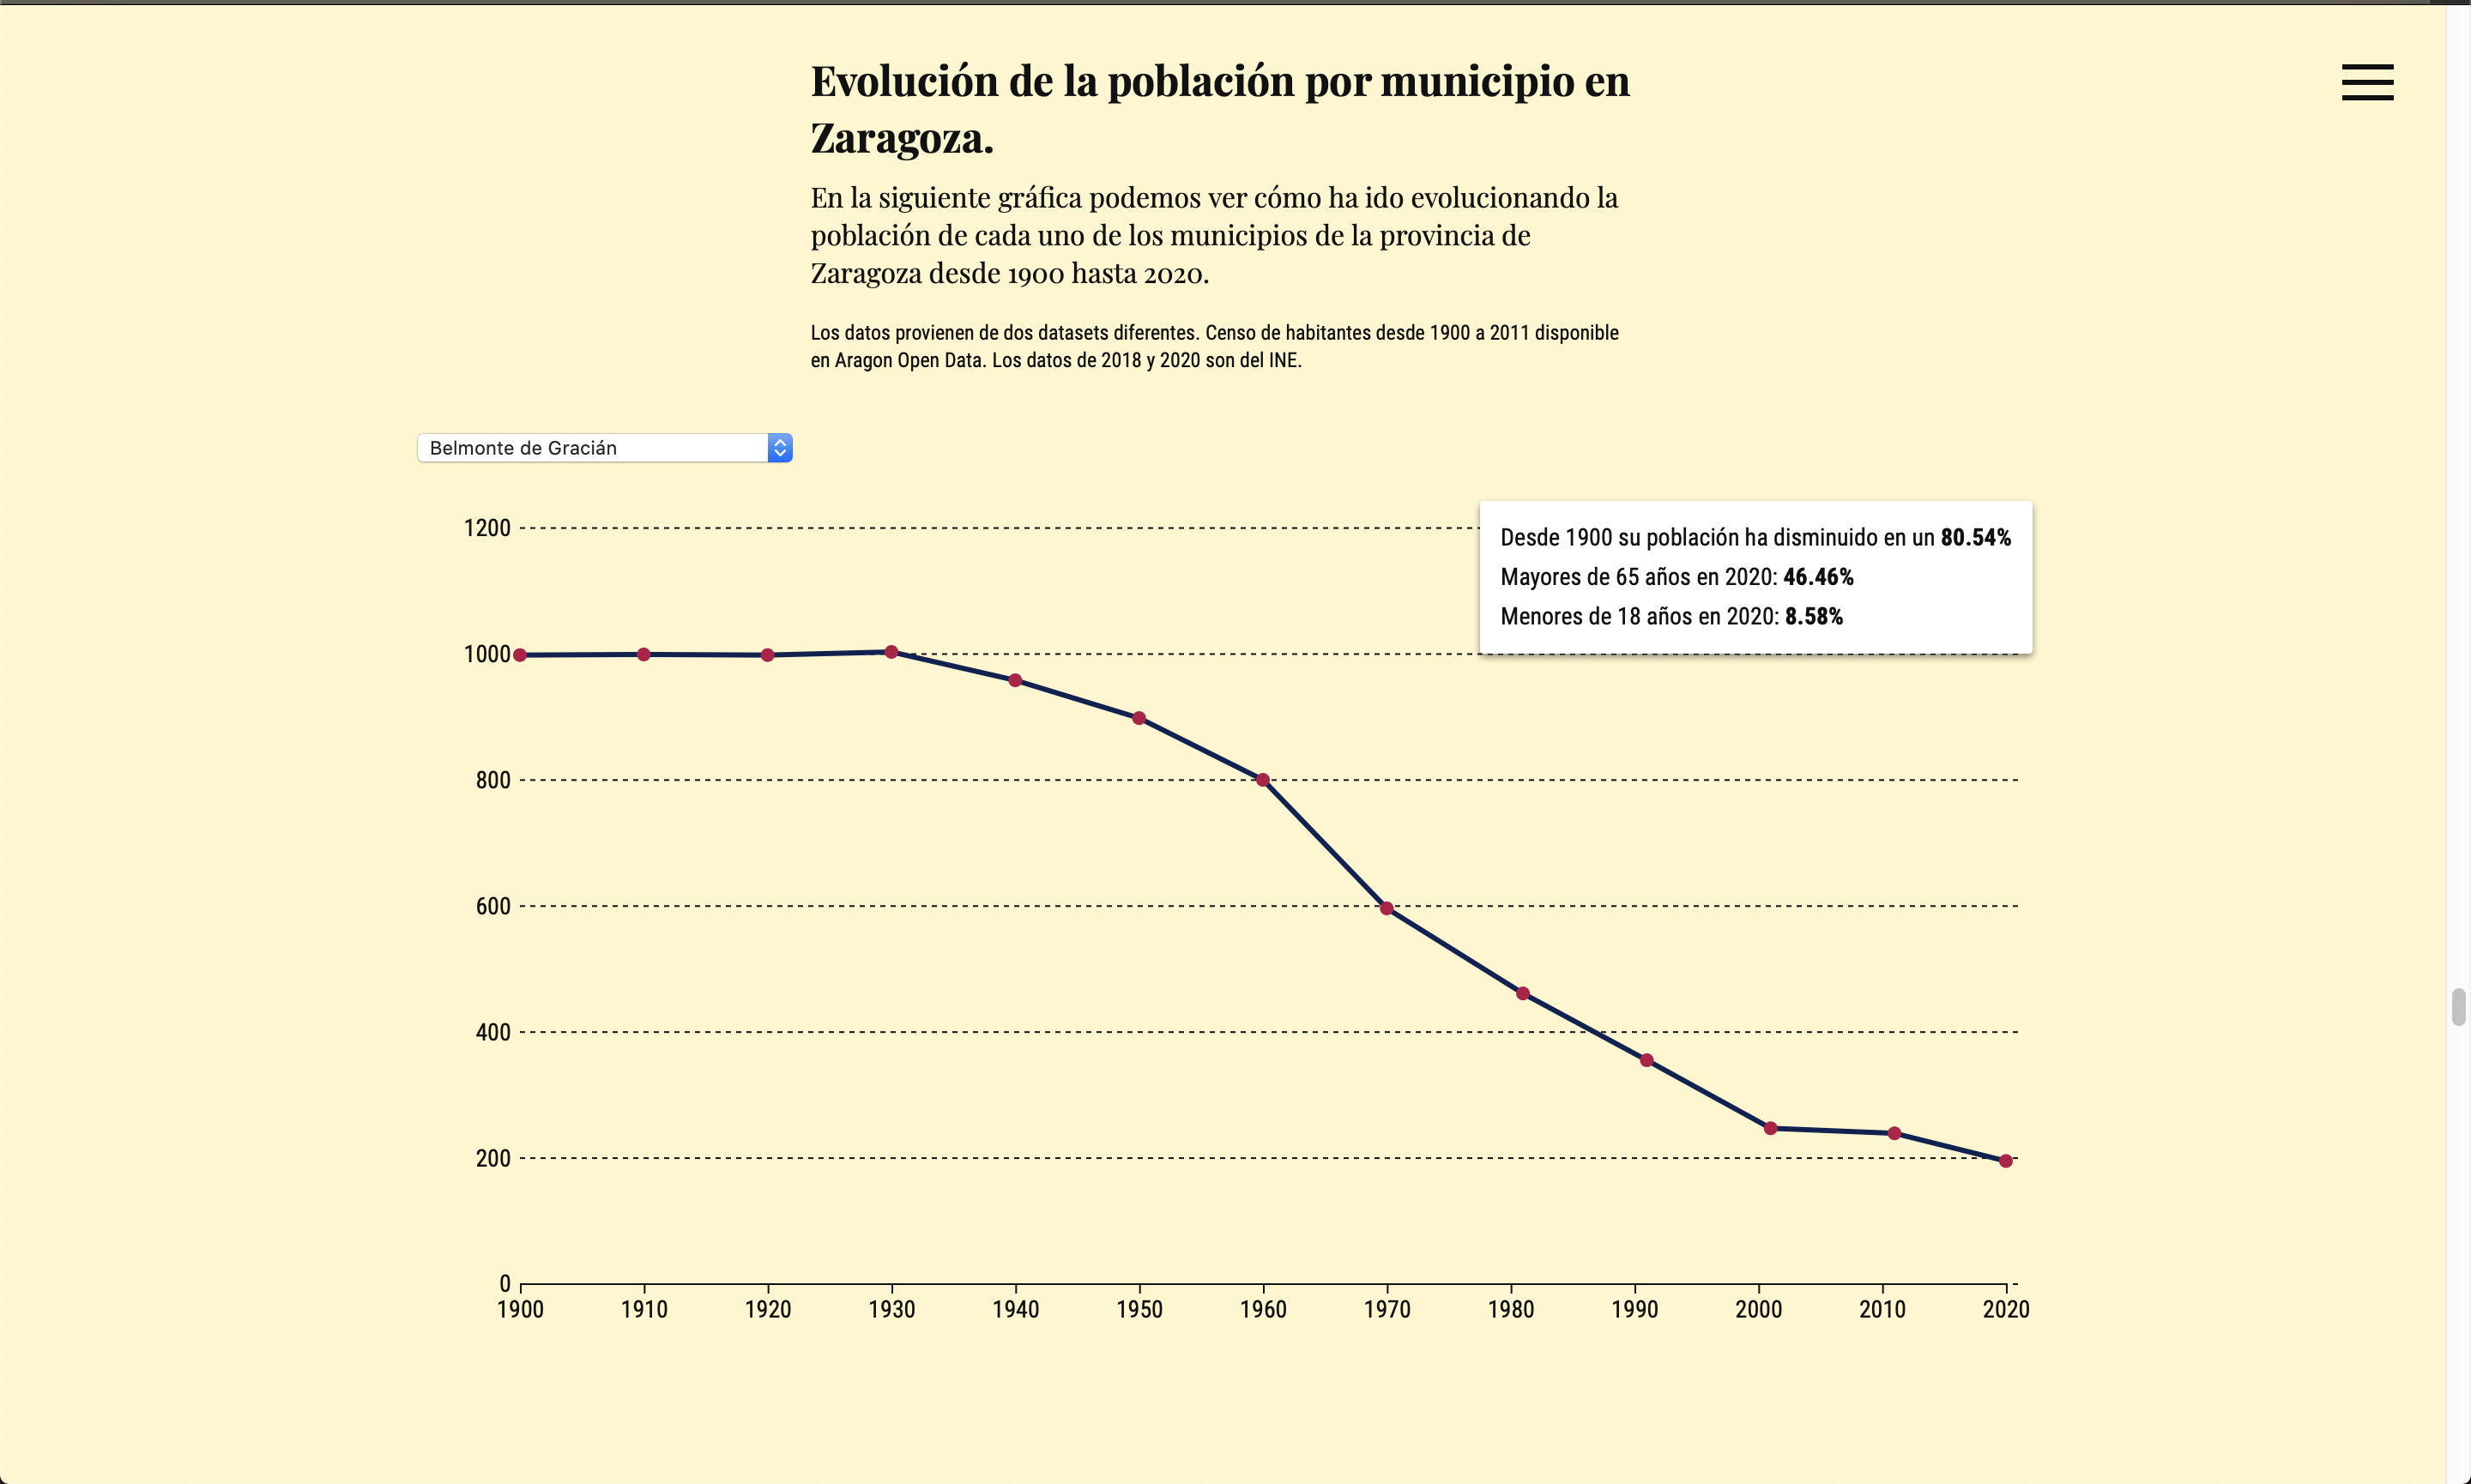 Evolución de la población por municipio en
Zaragoza.
En la siguiente gráfica podemos ver cómo ha ido evolucionando la
población de cada uno de los municipios de la provincia de
Zaragoza desde 1900 hasta 2020.
Los datos provienen de dos datasets diferentes. Censo de habitantes desde 1900 a 2011 disponible
en Aragon Open Data. Los datos de 2018 y 2020 son del INE.
Belmonte de Gracián
Desde 1900 su población ha disminuido en un 80.54%
Mayores de 65 años en 2020: 46.46%
Menores de 18 años en 2020: 8.58%
1200
1000
800
600
400
200
0
1900 1910 1920 1930 1940 1950 1960 1970 1980 1990 2000 2010 2020